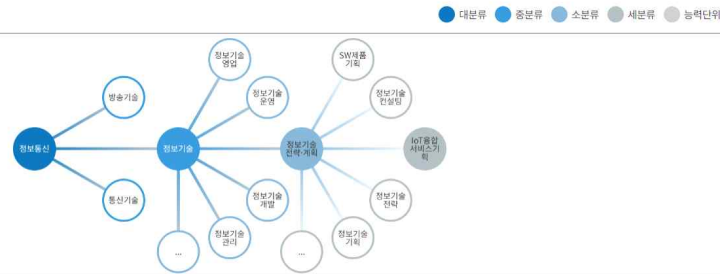 대분류 중분류 소분류 세분류 능력단위
정보기술
영업
SW제품
기획
방송기술
정보기술
운영
정보기술
컨설팅
정보통신
정보기술
정보기술
전략·계획
IoT융합
서비스기
획
통신기술
정보기술
개발
정보기술
전략
...
정보기술
관리
...
정보기술
기획